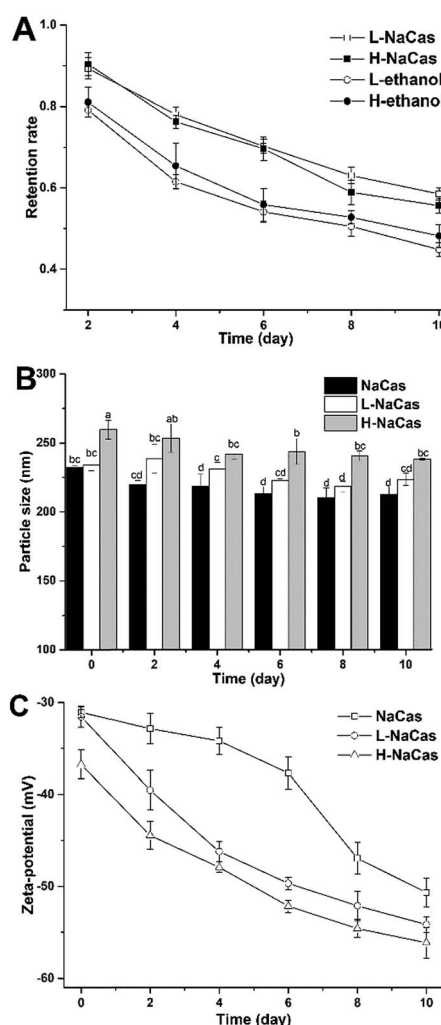 A
L-NaCas
H-NaCas
L-ethanol
H-ethanol
1.0
0.8
0.6
0.4
Retention rate
2 4 6 8 10
Time (day)
B
NaCas
L-NaCas
H-NaCas
300
250
200
150
100
Particle size (nm)
bc bc a
cd bc ab
d c bc
d d b
d d bc
d cd bc
0 2 4 6 8 10
Time (day)
C
NaCas
L-NaCas
H-NaCas
-30
-40
-50
-60
Zeta-potential (mV)
0 2 4 6 8 10
Time (day)